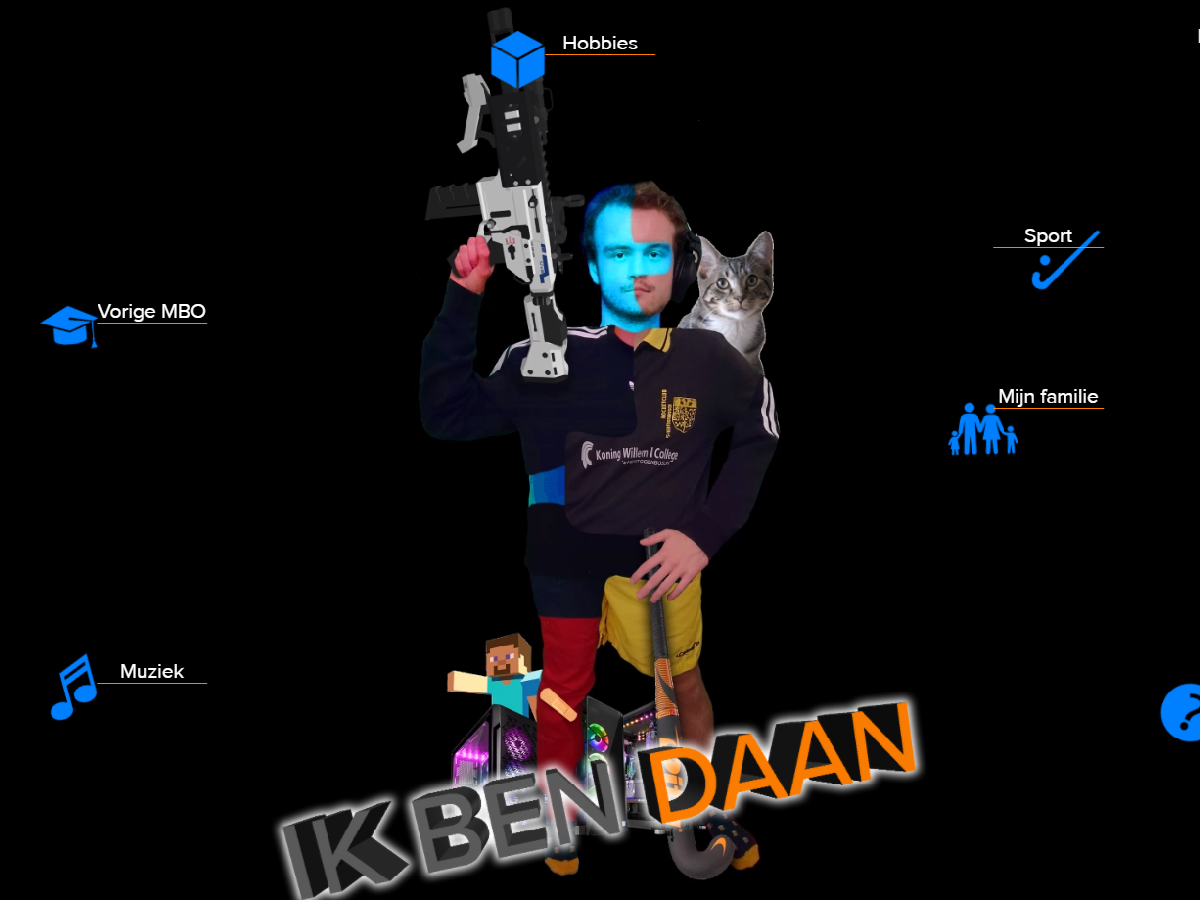 Hobbies
Sport
Vorige MBO
Mijn familie
Koning Willem I College
Muziek
IK BEN DAAN